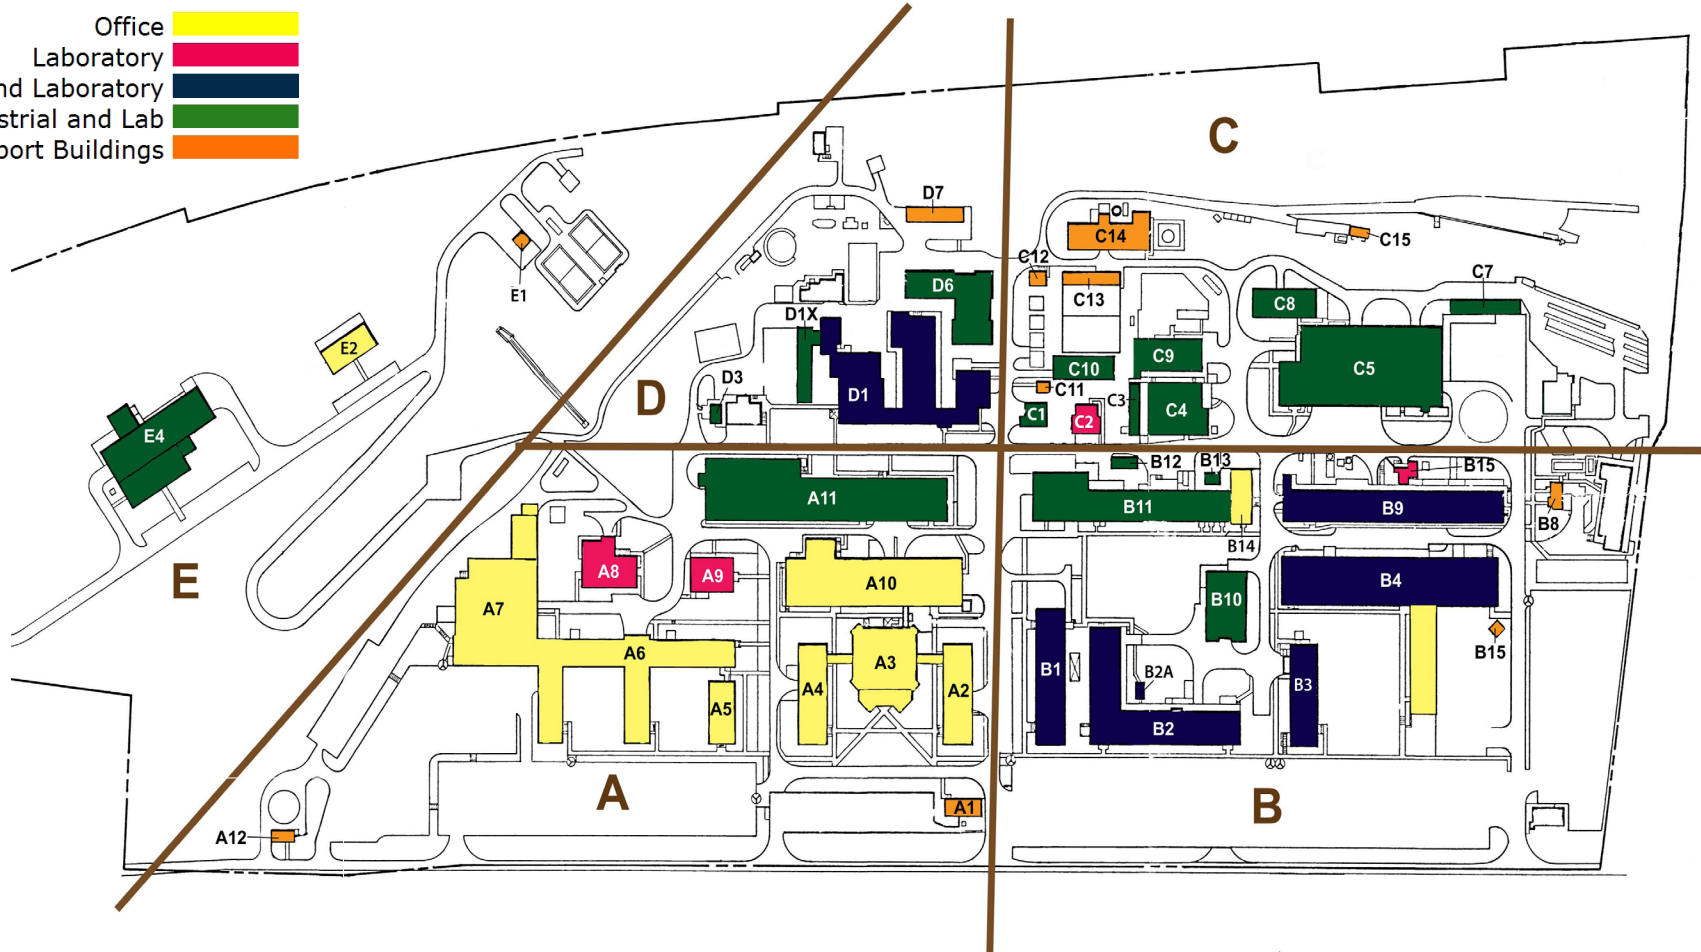 Office
Laboratory
nd Laboratory
strial and Lab
port Buildings
C
D7
C14
C15
E1
C12
C13
D6
C7
C8
D1X
E2
C9
C10
C5
D3
D
D1
C11
C3
C4
C1
C2
E4
B12
B13
B15
A11
B11
B9
B8
B14
A8
A9
A10
B4
E
A7
B10
A6
A3
B15
A4
A2
B1
B2A
B3
A5
B2
A
B
A1
A12